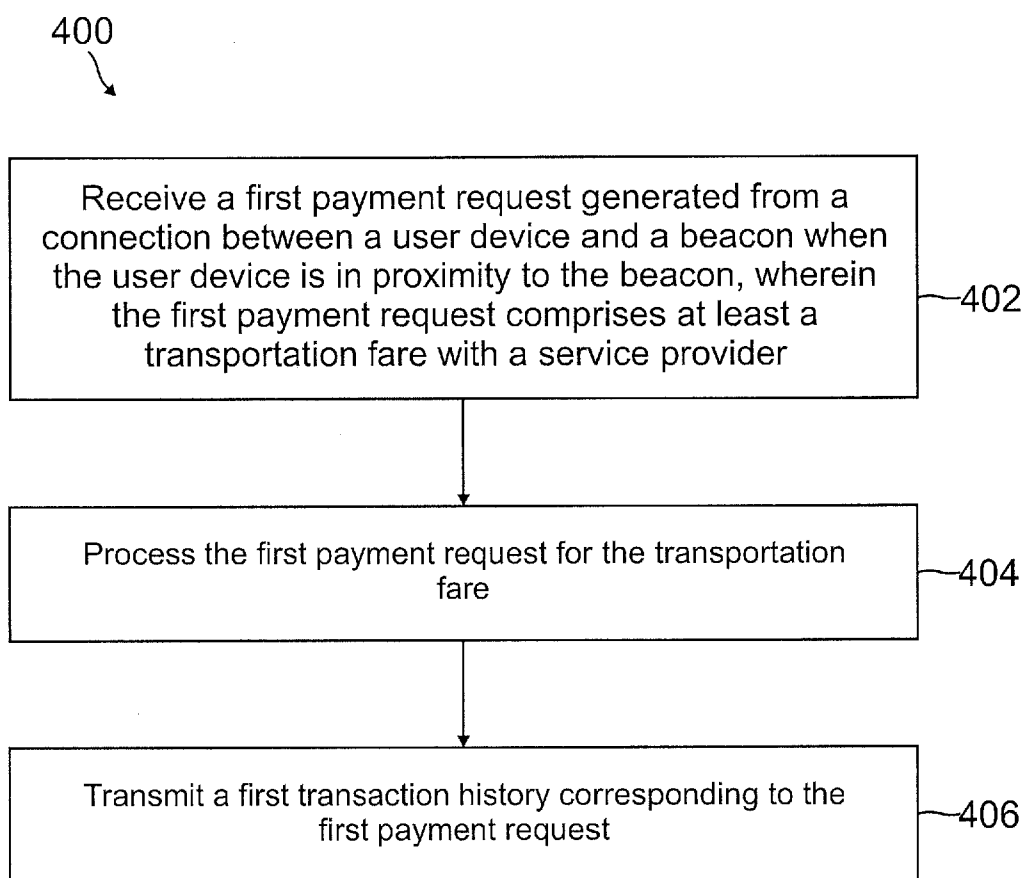 400
Receive a first payment request generated from a
connection between a user device and a beacon when
the user device is in proximity to the beacon, wherein
the first payment request comprises at least a
transportation fare with a service provider
402
Process the first payment request for the transportation
fare
404
Transmit a first transaction history corresponding to the
first payment request
406